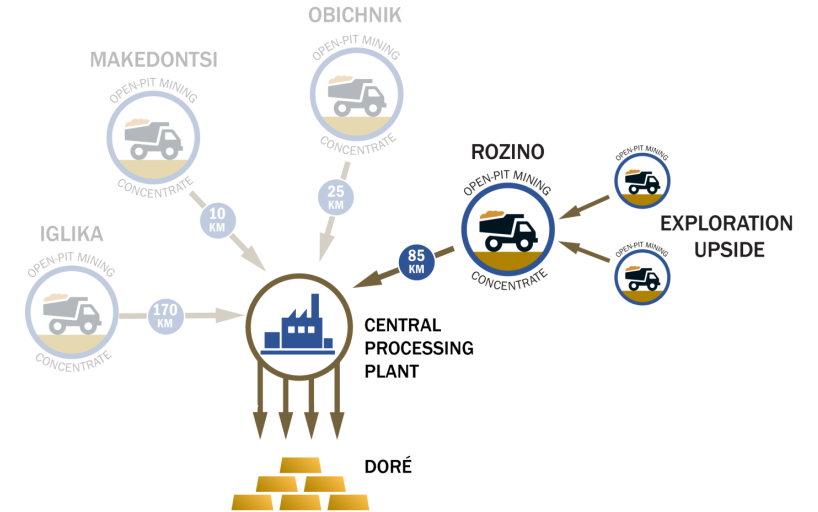 OBICHNIK
OPEN-PIT MINING
CONCENTRATE
25
KM
MAKEDONTSI
OPEN-PIT MINING
CONCENTRATE
10
KM
IGLIKA
OPEN-PIT MINING
CONCENTRATE
170
KM
ROZINO
OPEN-PIT MINING
CONCENTRATE
85
KM
OPEN-PIT MINING
EXPLORATION
UPSIDE
OPEN-PIT MINING
CENTRAL
PROCESSING
PLANT
DORÉ